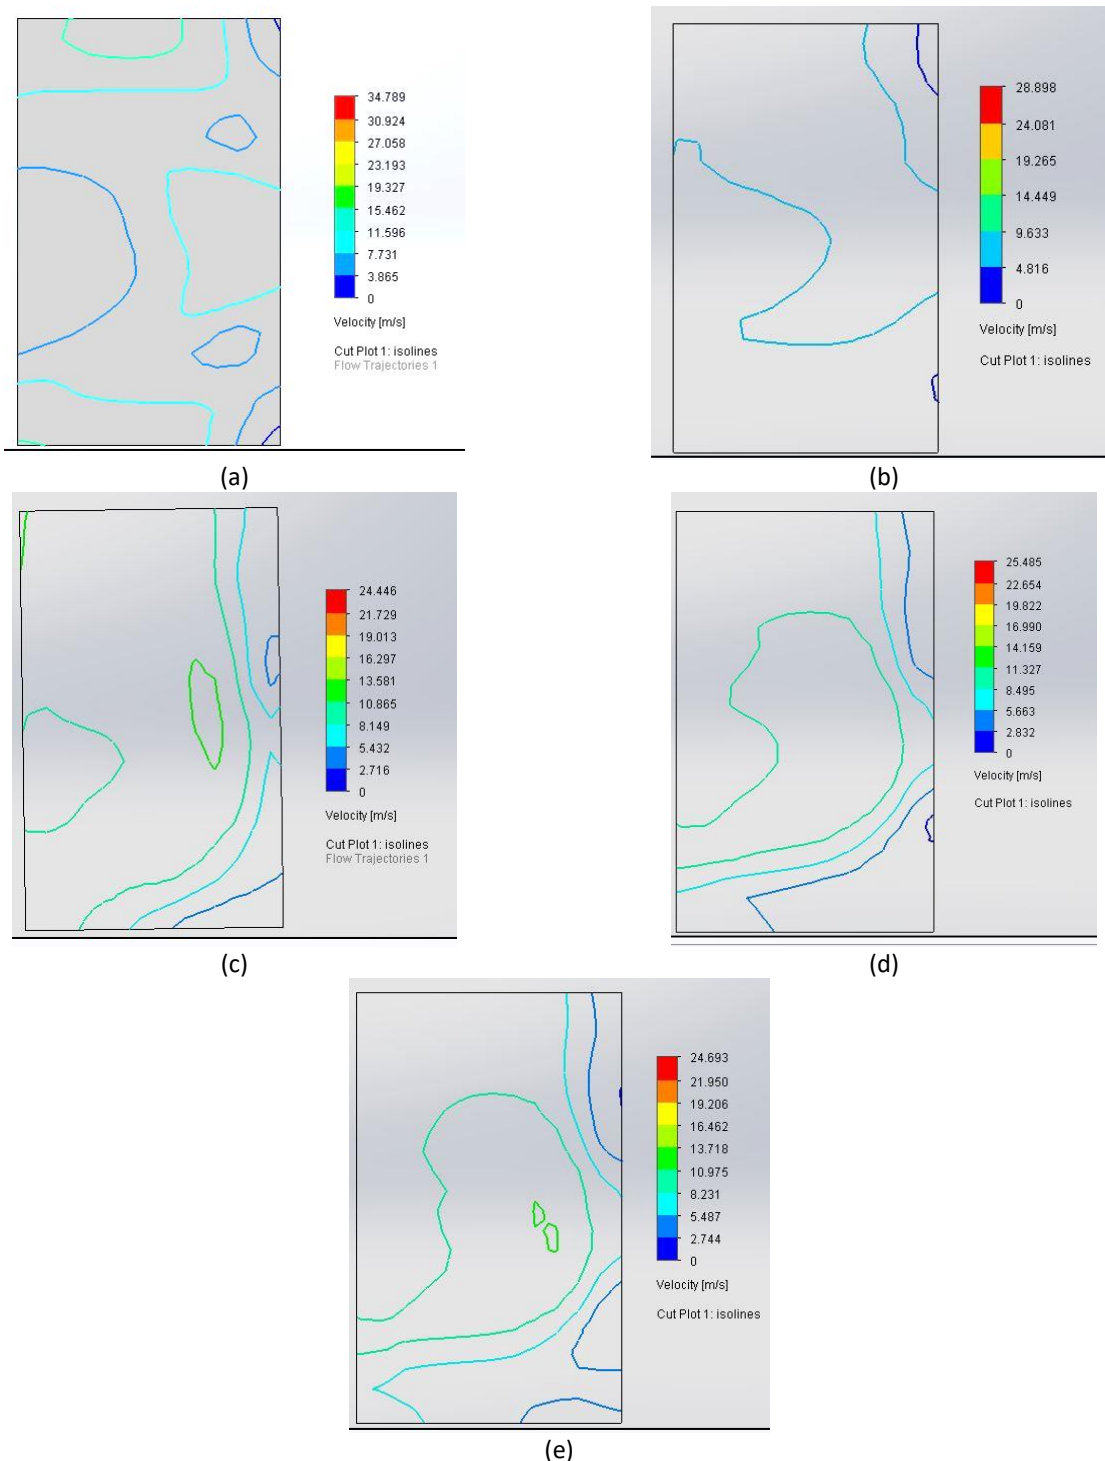 34.789
30.924
27.058
23.193
19.327
15.462
11.596
7.731
3.865
0
Velocity [m/s]
Cut Plot 1: isolines
Flow Trajectories 1
(a)
28.898
24.081
19.265
14.449
9.633
4.816
0
Velocity [m/s]
Cut Plot 1: isolines
(b)
24.446
21.729
19.013
16.297
13.581
10.865
8.149
5.432
2.716
0
Velocity [m/s]
Cut Plot 1: isolines
Flow Trajectories 1
(c)
25.485
22.654
19.822
16.990
14.159
11.327
8.495
5.663
2.832
0
Velocity [m/s]
Cut Plot 1: isolines
(d)
24.693
21.950
19.206
16.462
13.718
10.975
8.231
5.487
2.744
0
Velocity [m/s]
Cut Plot 1: isolines
(e)